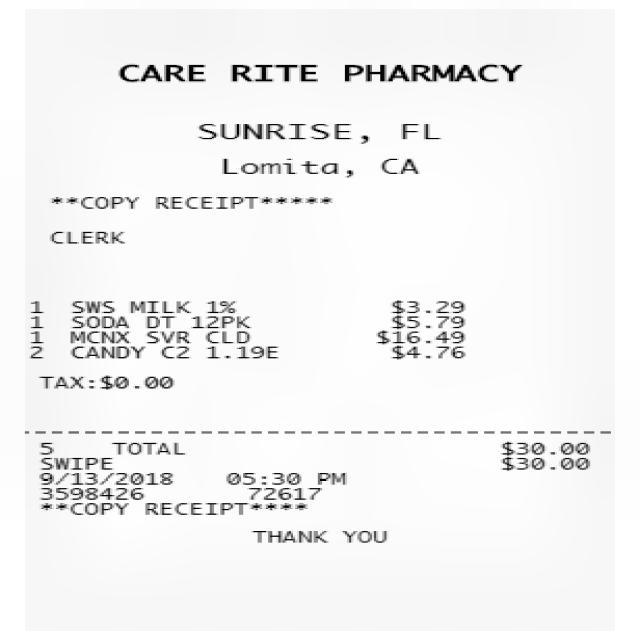 CARE RITE PHARMACY
SUNRISE, FL
Lomita, CA
**COPY RECEIPT*****
CLERK
1 SWS MILK 1% $3.29
1 SODA DT 12PK $5.79
1 MCNX SVR CLD $16.49
2 CANDY C2 1.19E $4.76
TAX:$0.00
5 TOTAL $30.00
SWIPE $30.00
9/13/2018 05:30 PM
3598426 72617
**COPY RECEIPT****
THANK YOU